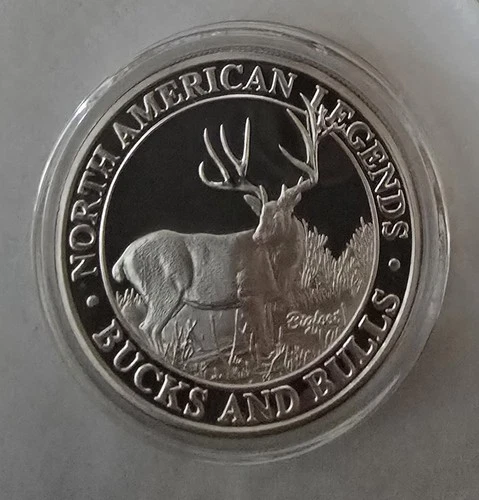 NORTH AMERICAN LEGENDS
• BUCKS AND BULLS •